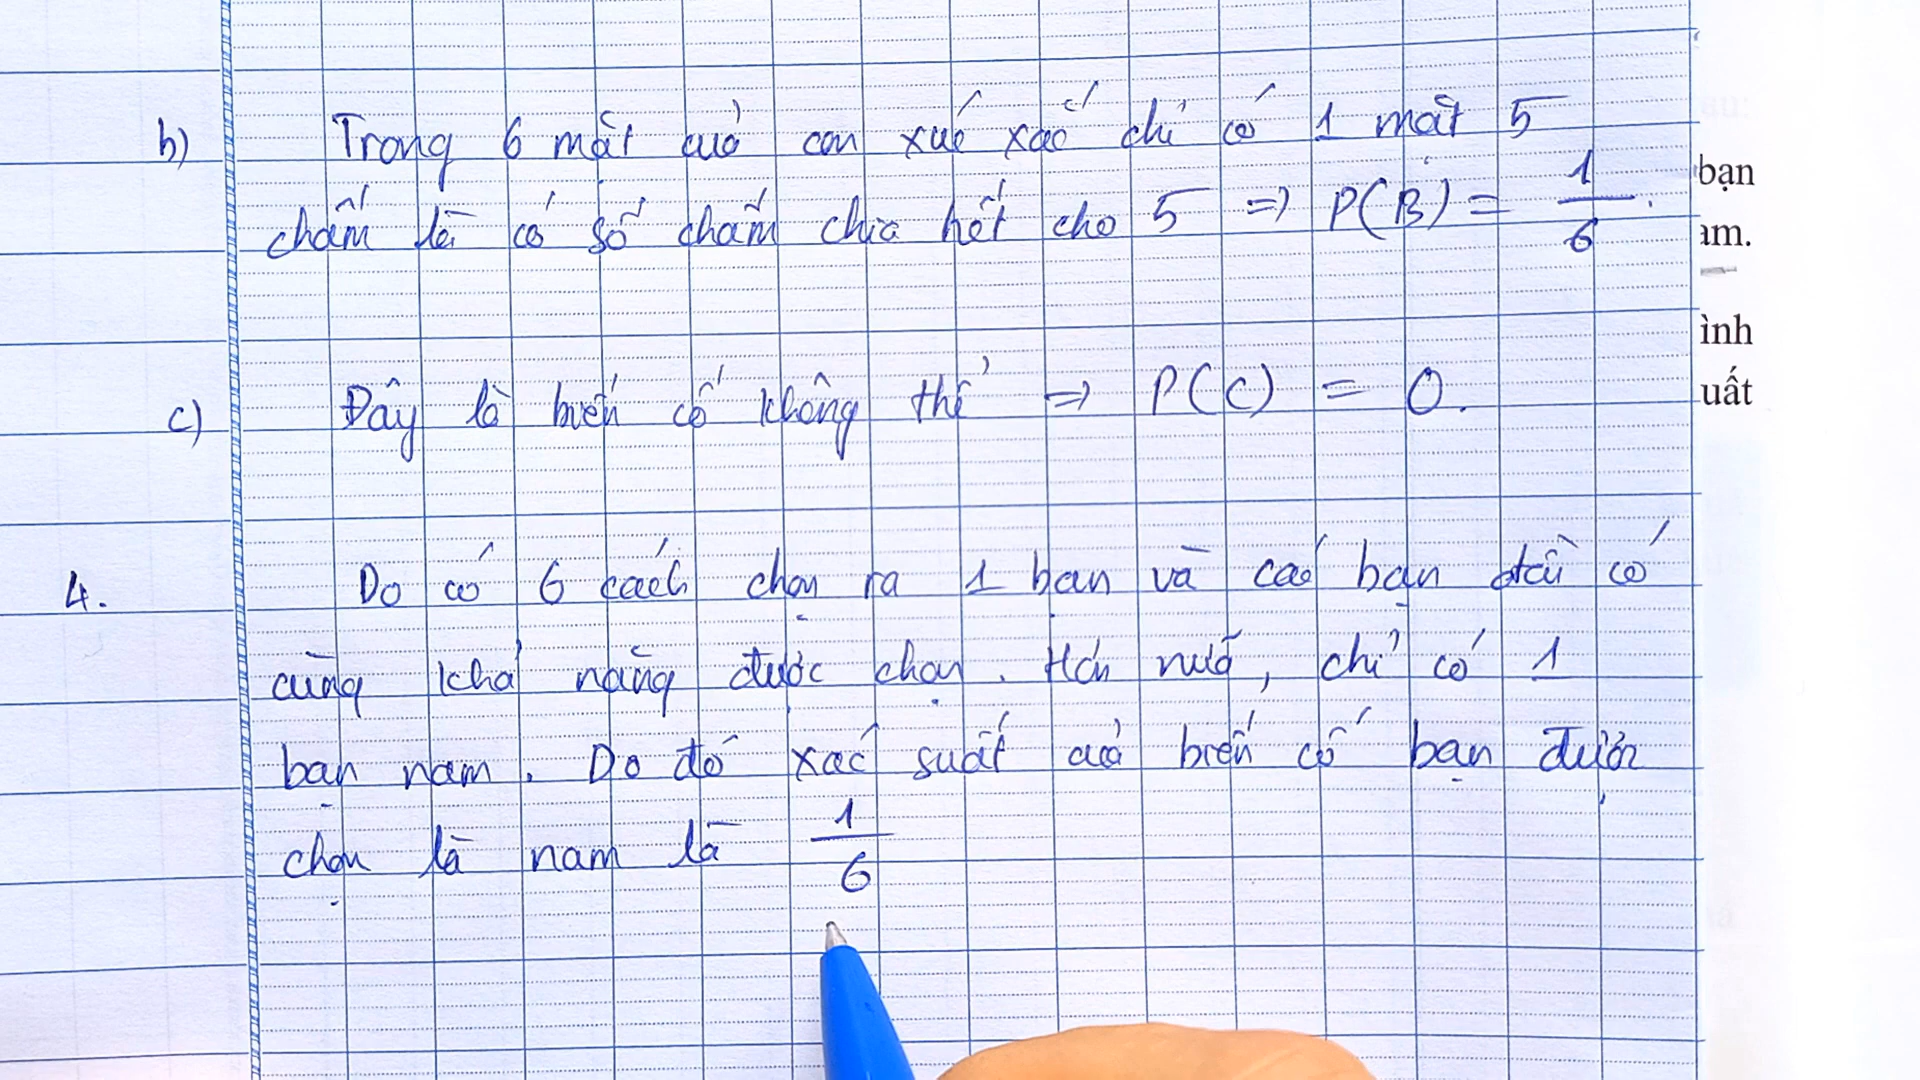 b) Trong 6 mặt của con xúc xắc chỉ có 1 mặt 5
chấm là có số chấm chia hết cho 5 => P(B) = 1/6.
bạn
am.
ình
c) Đây là biến cố không thể => P(C) = 0.
uất
4. Do có 6 cách chọn ra 1 bạn và các bạn đều có
cùng khả năng được chọn. Hơn nữa, chỉ có 1
bạn nam. Do đó xác suất của biến cố bạn được
chọn là nam là 1/6